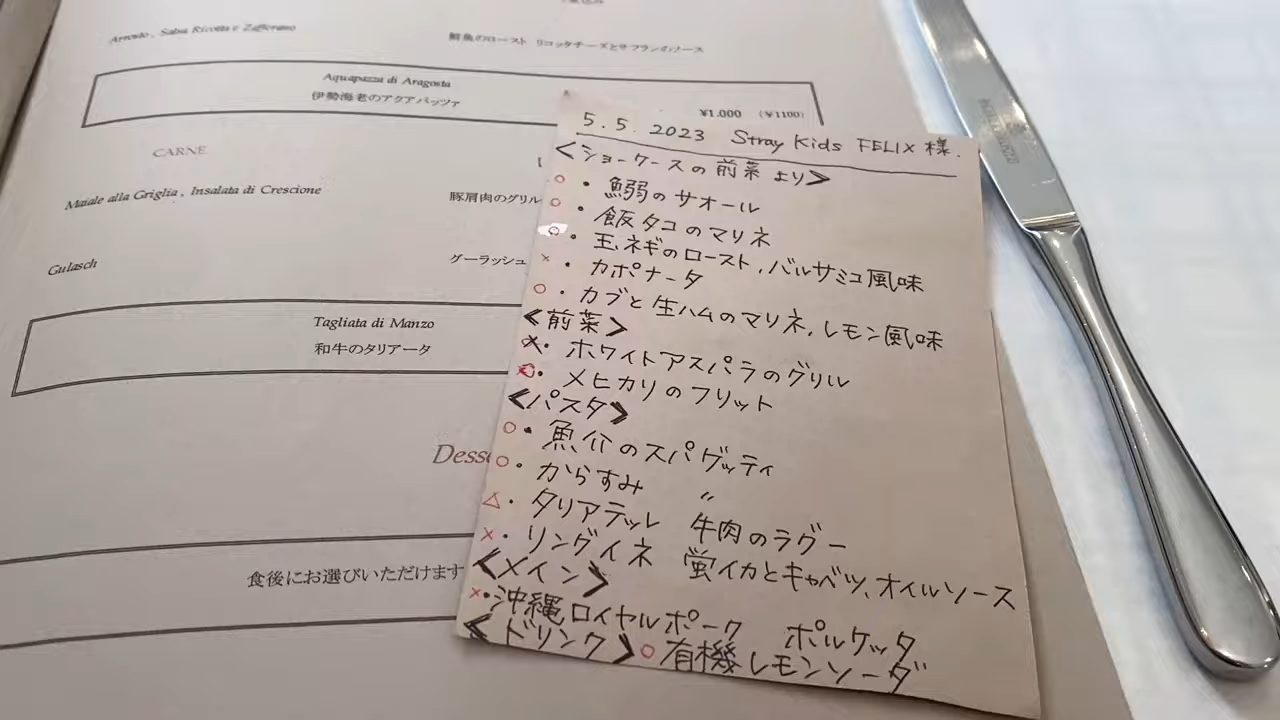 Arrosto , Salsa Ricotta e Zafferano
鯛魚のロースト リコッタチーズとサフランのソース
Aquapazza di Aragosta
伊勢海老のアクアパッツァ
¥1.000 (¥1100)
CARNE
Maiale alla Griglia , Insalata di Crescione
豚肩肉のグリル
Gulasch
グーラッシュ
Tagliata di Manzo
和牛のタリアータ
Desse
食後にお選びいただけます
5.5.2023 Stray Kids FELIX 様.
<ショーケースの前菜 より>
○ ・鰯のサオール
○ ・飯タコのマリネ
○ ・玉ネギのロースト,バルサミコ風味
× ・カポナータ
○ ・カブと生ハムのマリネ,レモン風味
<前菜>
・ホワイトアスパラのグリル
・メヒカリのフリット
<パスタ>
○ ・魚介のスパゲッティ
○ ・からすみ 〃
△ ・タリアテッレ 牛肉のラグー
× ・リングイネ 蛍イカとキャベツ、オイルソース
<メイン>
× ・沖縄ロイヤルポーク ポルケッタ
<ドリンク> ○ 有機レモンソーダ